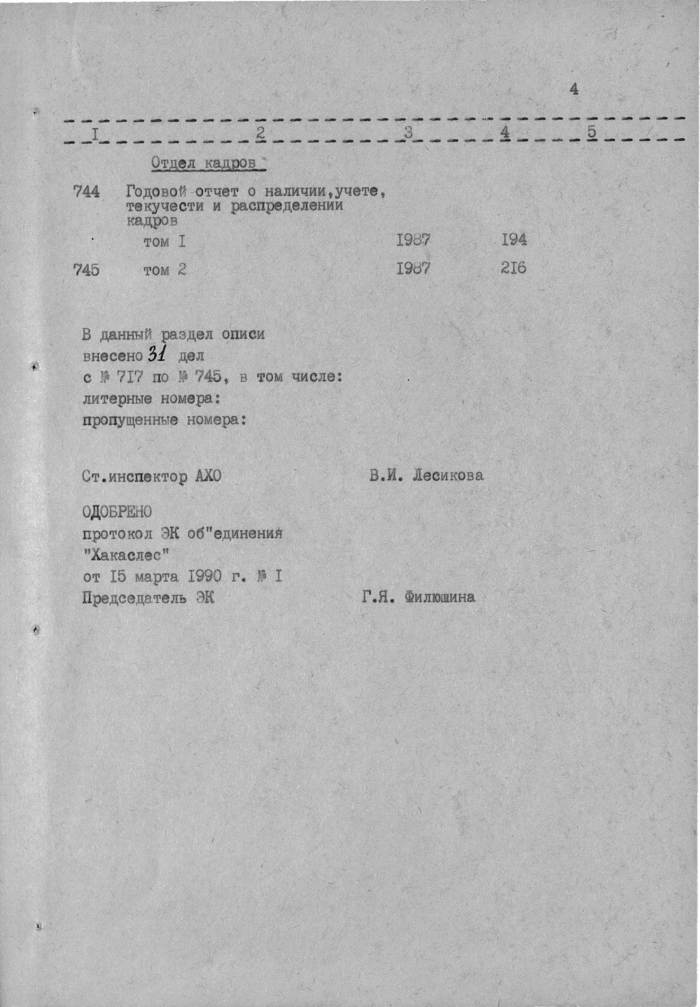 4
I 2 3 4 5
Отдел кадров
744 Годовой отчет о наличии,учете,
текучести и распределении
кадров
том I 1987 194
745 том 2 1987 216
В данный раздел описи
внесено 31 дел
с № 717 по № 745, в том числе:
литерные номера:
пропущенные номера:
Ст.инспектор АХО В.И. Лесикова
ОДОБРЕНО
протокол ЭК об"единения
"Хакаслес"
от 15 марта 1990 г. № I
Председатель ЭК Г.Я. Филюшина